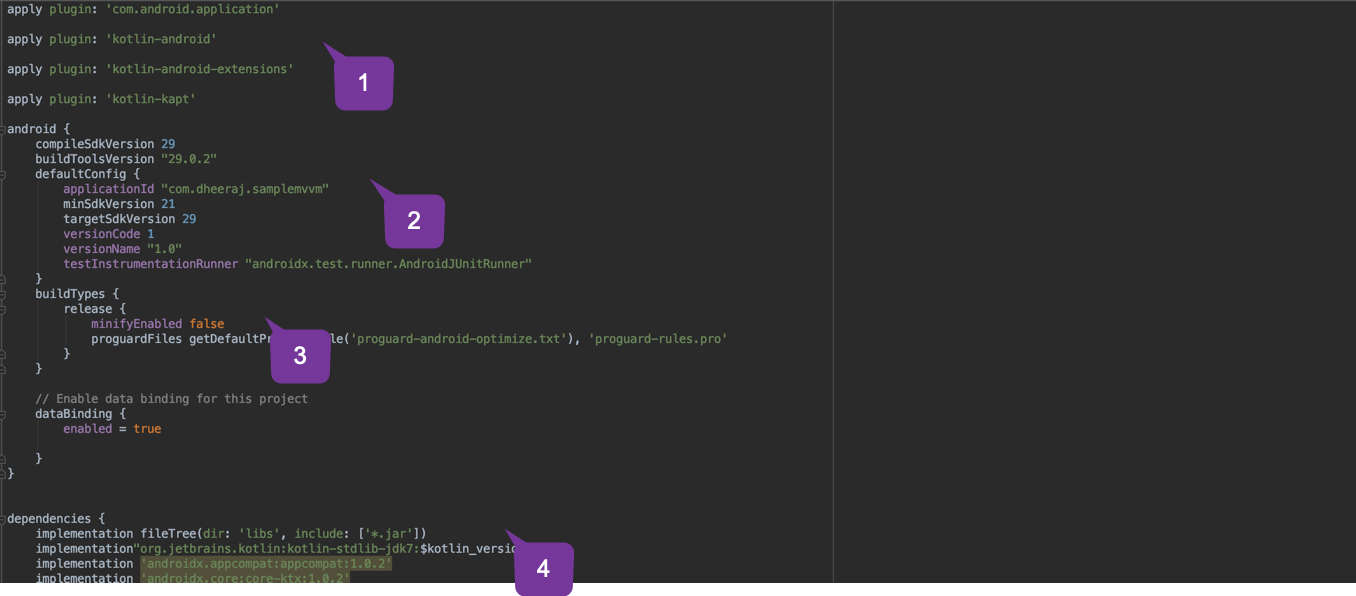 apply plugin: 'com.android.application'
apply plugin: 'kotlin-android'
apply plugin: 'kotlin-android-extensions'
1
apply plugin: 'kotlin-kapt'
android {
compileSdkVersion 29
buildToolsVersion "29.0.2"
defaultConfig {
applicationId "com.dheeraj.samplemvvm"
minSdkVersion 21
targetSdkVersion 29
2
versionCode 1
versionName "1.0"
testInstrumentationRunner "androidx.test.runner.AndroidJUnitRunner"
}
buildTypes {
release {
minifyEnabled false
proguardFiles getDefaultPr le('proguard-android-optimize.txt'), 'proguard-rules.pro'
3
}
}
// Enable data binding for this project
dataBinding {
enabled = true
}
}
dependencies {
implementation fileTree(dir: 'libs', include: ['*.jar'])
implementation"org.jetbrains.kotlin:kotlin-stdlib-jdk7:$kotlin_versio
implementation 'androidx.appcompat:appcompat:1.0.2'
4
implementation 'androidx.core:core-ktx:1.0.2'